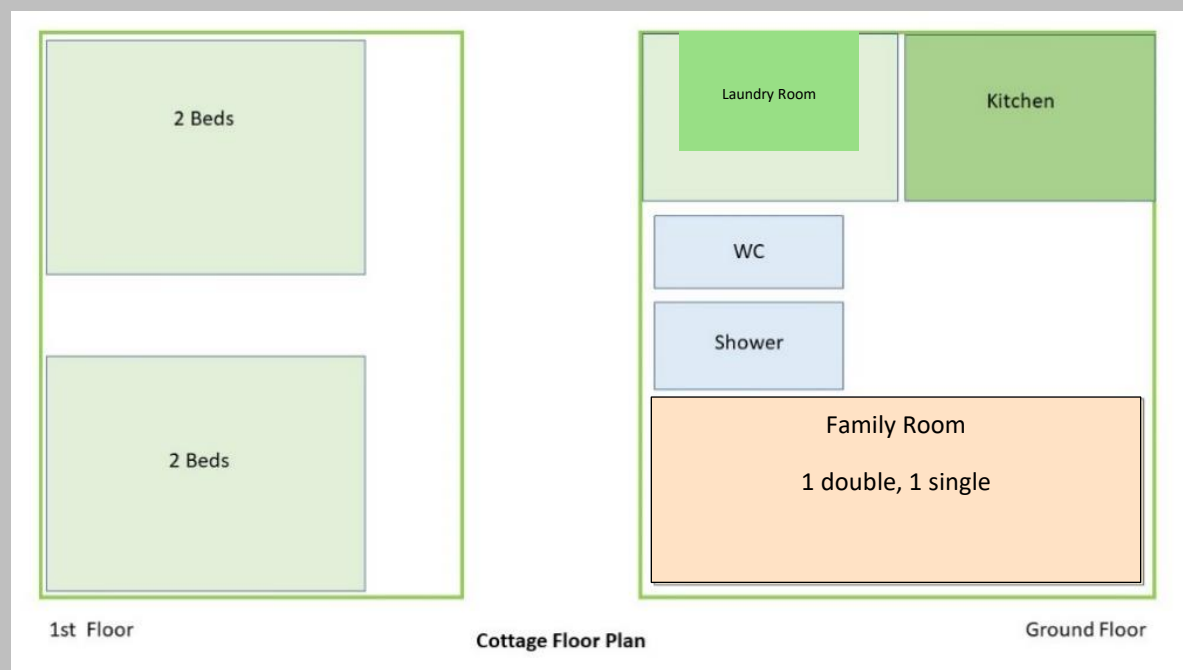 2 Beds
2 Beds
1st Floor
Laundry Room
Kitchen
WC
Shower
Family Room
1 double, 1 single
Ground Floor
Cottage Floor Plan